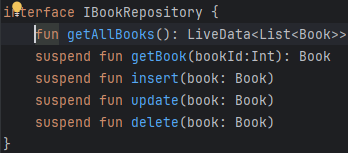 interface IBookRepository {
    fun getAllBooks(): LiveData<List<Book>>
    suspend fun getBook(bookId:Int): Book
    suspend fun insert(book: Book)
    suspend fun update(book: Book)
    suspend fun delete(book: Book)
}